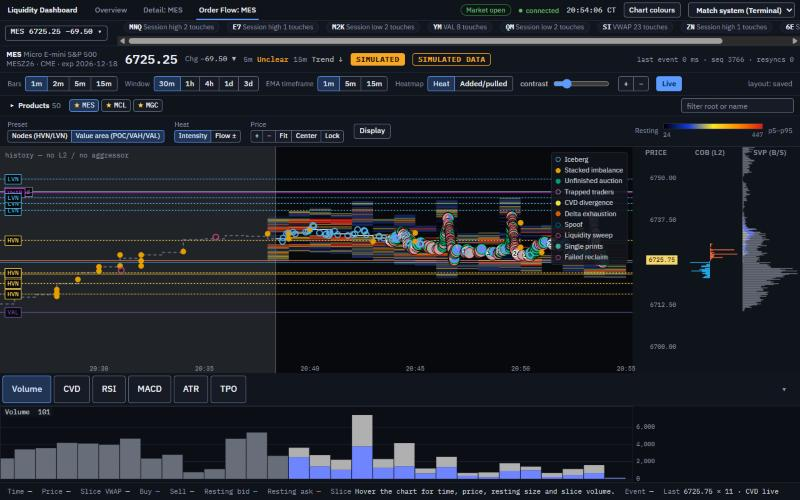 Liquidity Dashboard Overview Detail: MES Order Flow: MES Market open connected 20:54:06 CT Chart colours Match system (Terminal)
MES 6725.25 −69.50 MNQ Session high 2 touches E7 Session high 1 touches M2K Session low 2 touches YM VAH 8 touches QM Session low 2 touches SI VWAP 23 touches ZN Session high 1 touches
MES Micro E-mini S&P 500
MESZ26 · CME · exp 2026-12-18
6725.25 Chg −69.50 ▼ 5m Unclear 15m Trend ↓ SIMULATED SIMULATED DATA last event 0 ms · seq 3766 · resyncs 0
Bars 1m 2m 5m 15m Window 30m 1h 4h 1d 3d EMA timeframe 1m 5m 15m Heatmap Heat Added/pulled contrast + − Live layout: saved
▸ Products 50 ★ MES ★ MCL ★ MGC filter root or name
Preset Heat Price
Nodes (HVN/LVN) Value area (POC/VAH/VAL) Intensity Flow ± + − Fit Center Lock Display
Resting 24 447 p5–p95
history — no L2 / no aggressor
PRICE COB (L2) SVP (B/S)
Iceberg
Stacked imbalance
Unfinished auction
Trapped traders
CVD divergence
Delta exhaustion
Spoof
Liquidity sweep
Single prints
Failed reclaim
LVN
LVN
LVN
HVN
HVN
HVN
HVN
VAL
6750.00
6737.50
6725.75
6712.50
6700.00
20:30 20:35 20:40 20:45 20:50 20:55
Volume CVD RSI MACD ATR TPO
Volume 101
6,000
4,000
2,000
0
Time — Price — Slice VWAP — Buy — Sell — Resting bid — Resting ask — Slice Hover the chart for time, price, resting size and slice volume. Event — Last 6725.75 × 11 · CVD live